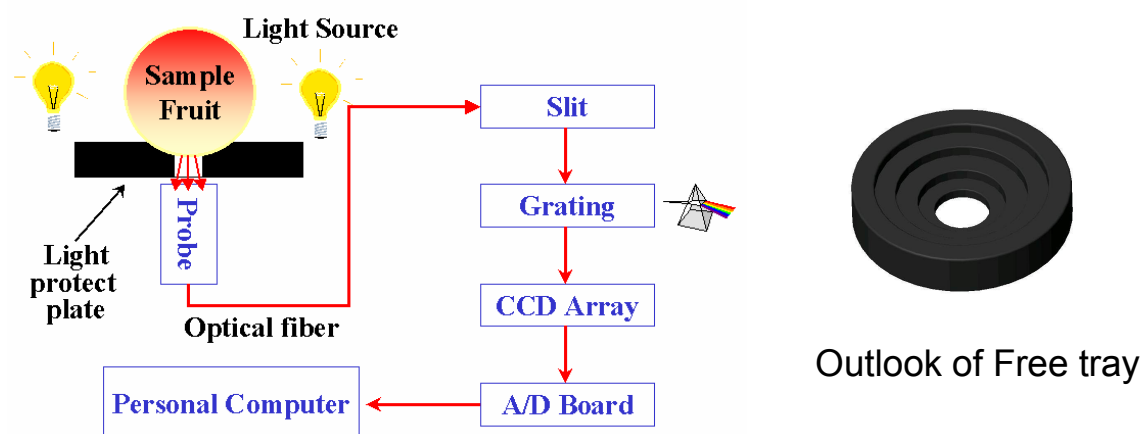 Light Source
Sample
Fruit
Probe
Light
protect
plate
Optical fiber
Slit
Grating
CCD Array
A/D Board
Personal Computer
Outlook of Free tray